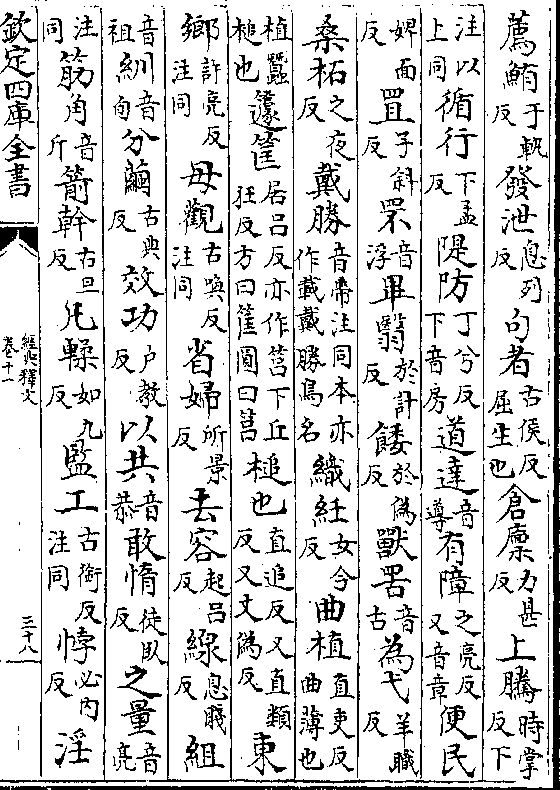 薦鮪于軌反發泄息列反句者古侯反屈生也倉廩力甚反上騰時掌反下
注以上同循行下孟反隄防丁兮反下音房道達音導有障之亮反又音章便民
婢面反罝子斜反罘音浮畢翳於計反餧於偽反獸罟音古為弋羊職反
桑柘之夜反戴勝音帶注同本亦作載戴勝鳥名織紝女今反曲植直吏反曲薄也
植蠶槌也籧筐居呂反亦作筥下丘狂反方曰筐圓曰筥槌也直追反又直類反又丈偽反東
鄉許亮反注同毋觀古喚反注同省婦所景反去容起呂反線息賤反組
音祖紃音旬分繭古典反效功戶教反以共音恭敢惰徒臥反之量音亮
注同筋角音斤箭幹古旦反凡輮如九反監工古銜反注同悖必內反淫
欽定四庫全書
經典釋文
卷十一
三十八